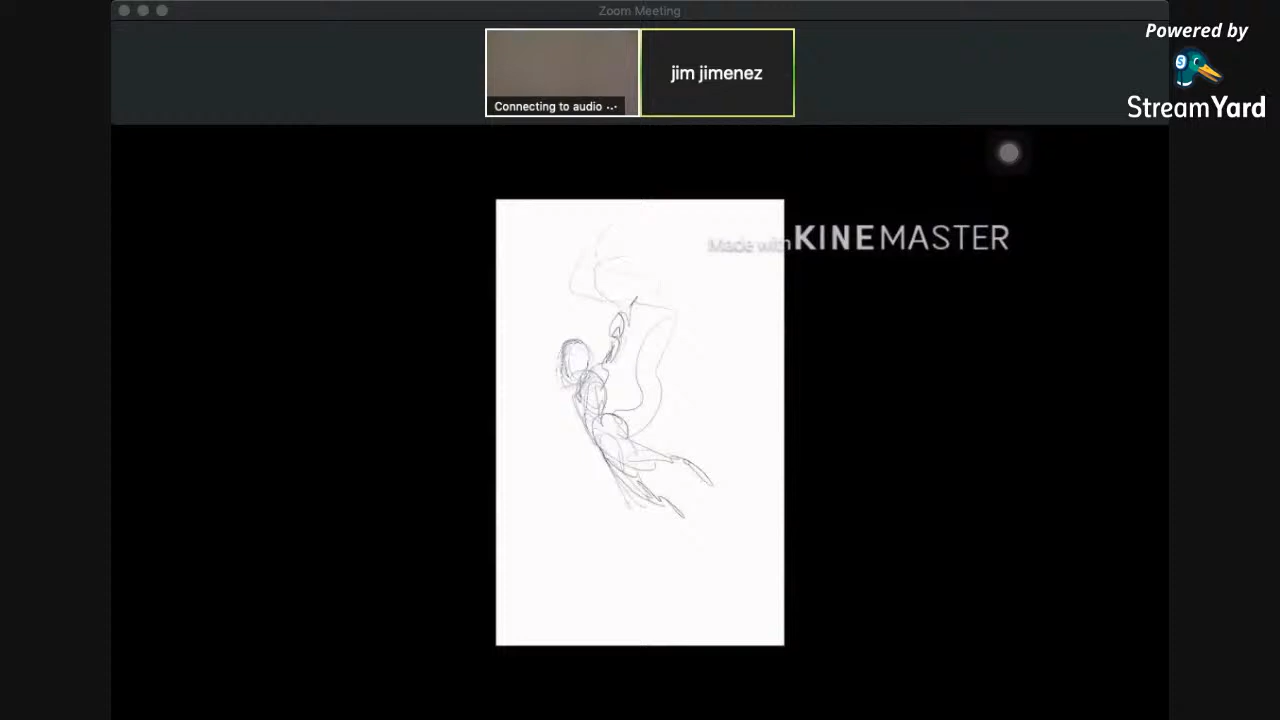 Zoom Meeting
Powered by
StreamYard
jim jimenez
Connecting to audio ...
Made with KINEMASTER